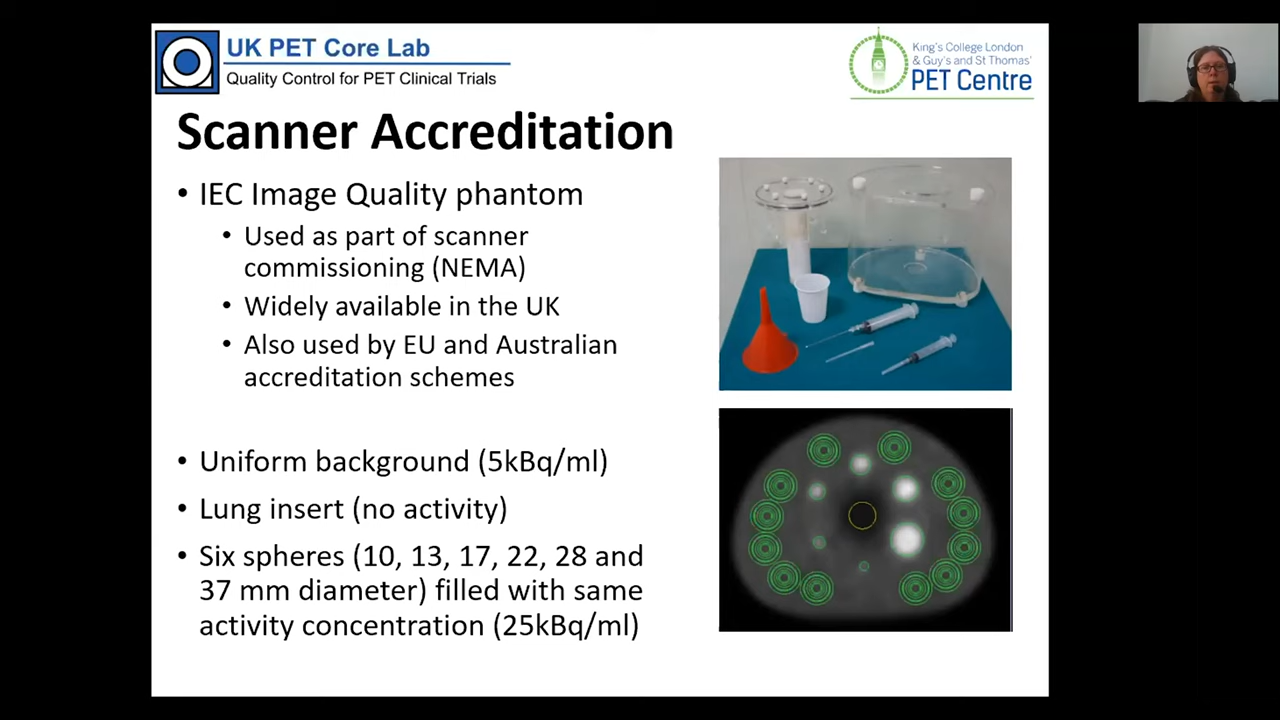 UK PET Core Lab
Quality Control for PET Clinical Trials
King's College London
& Guy's and St Thomas'
PET Centre
Scanner Accreditation
• IEC Image Quality phantom
• Used as part of scanner
commissioning (NEMA)
• Widely available in the UK
• Also used by EU and Australian
accreditation schemes
• Uniform background (5kBq/ml)
• Lung insert (no activity)
• Six spheres (10, 13, 17, 22, 28 and
37 mm diameter) filled with same
activity concentration (25kBq/ml)